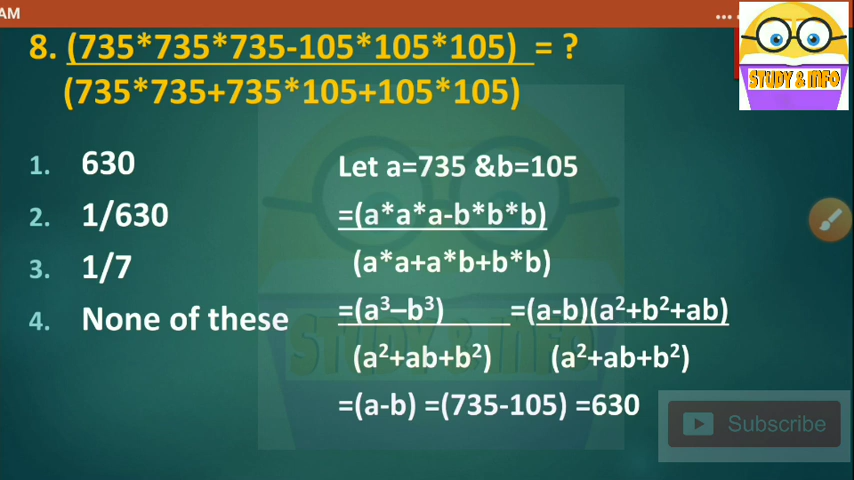 AM
8. (735*735*735-105*105*105) = ?
(735*735+735*105+105*105)
STUDY & INFO
1. 630
2. 1/630
3. 1/7
4. None of these
Let a=735 &b=105
=(a*a*a-b*b*b)
(a*a+a*b+b*b)
=(a³–b³) =(a-b)(a²+b²+ab)
(a²+ab+b²) (a²+ab+b²)
=(a-b) =(735-105) =630
STUDY & INFO
Subscribe